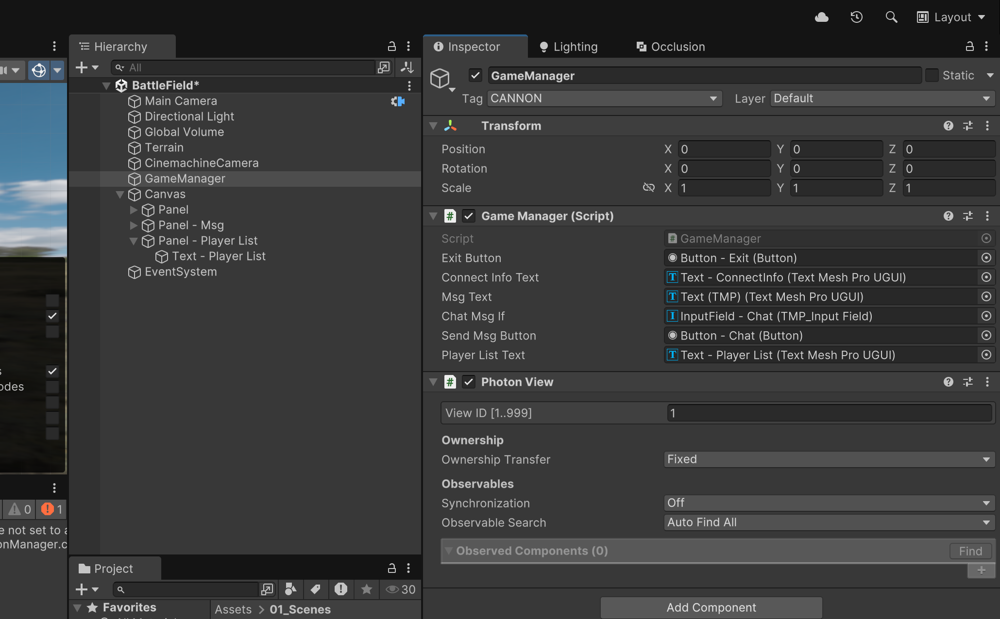 Layout
Hierarchy
All
BattleField*
Main Camera
Directional Light
Global Volume
Terrain
CinemachineCamera
GameManager
Canvas
Panel
Panel - Msg
Panel - Player List
Text - Player List
EventSystem
s
odes
0 1
e not set to a
onManager.c
Project
30
Favorites
Assets > 01_Scenes
Inspector
Lighting
Occlusion
GameManager
Static
Tag CANNON Layer Default
Transform
Position X 0 Y 0 Z 0
Rotation X 0 Y 0 Z 0
Scale X 1 Y 1 Z 1
# Game Manager (Script)
Script # GameManager
Exit Button Button - Exit (Button)
Connect Info Text T Text - ConnectInfo (Text Mesh Pro UGUI)
Msg Text T Text (TMP) (Text Mesh Pro UGUI)
Chat Msg If I InputField - Chat (TMP_Input Field)
Send Msg Button Button - Chat (Button)
Player List Text T Text - Player List (Text Mesh Pro UGUI)
# Photon View
View ID [1..999] 1
Ownership
Ownership Transfer Fixed
Observables
Synchronization Off
Observable Search Auto Find All
Observed Components (0) Find
+
Add Component